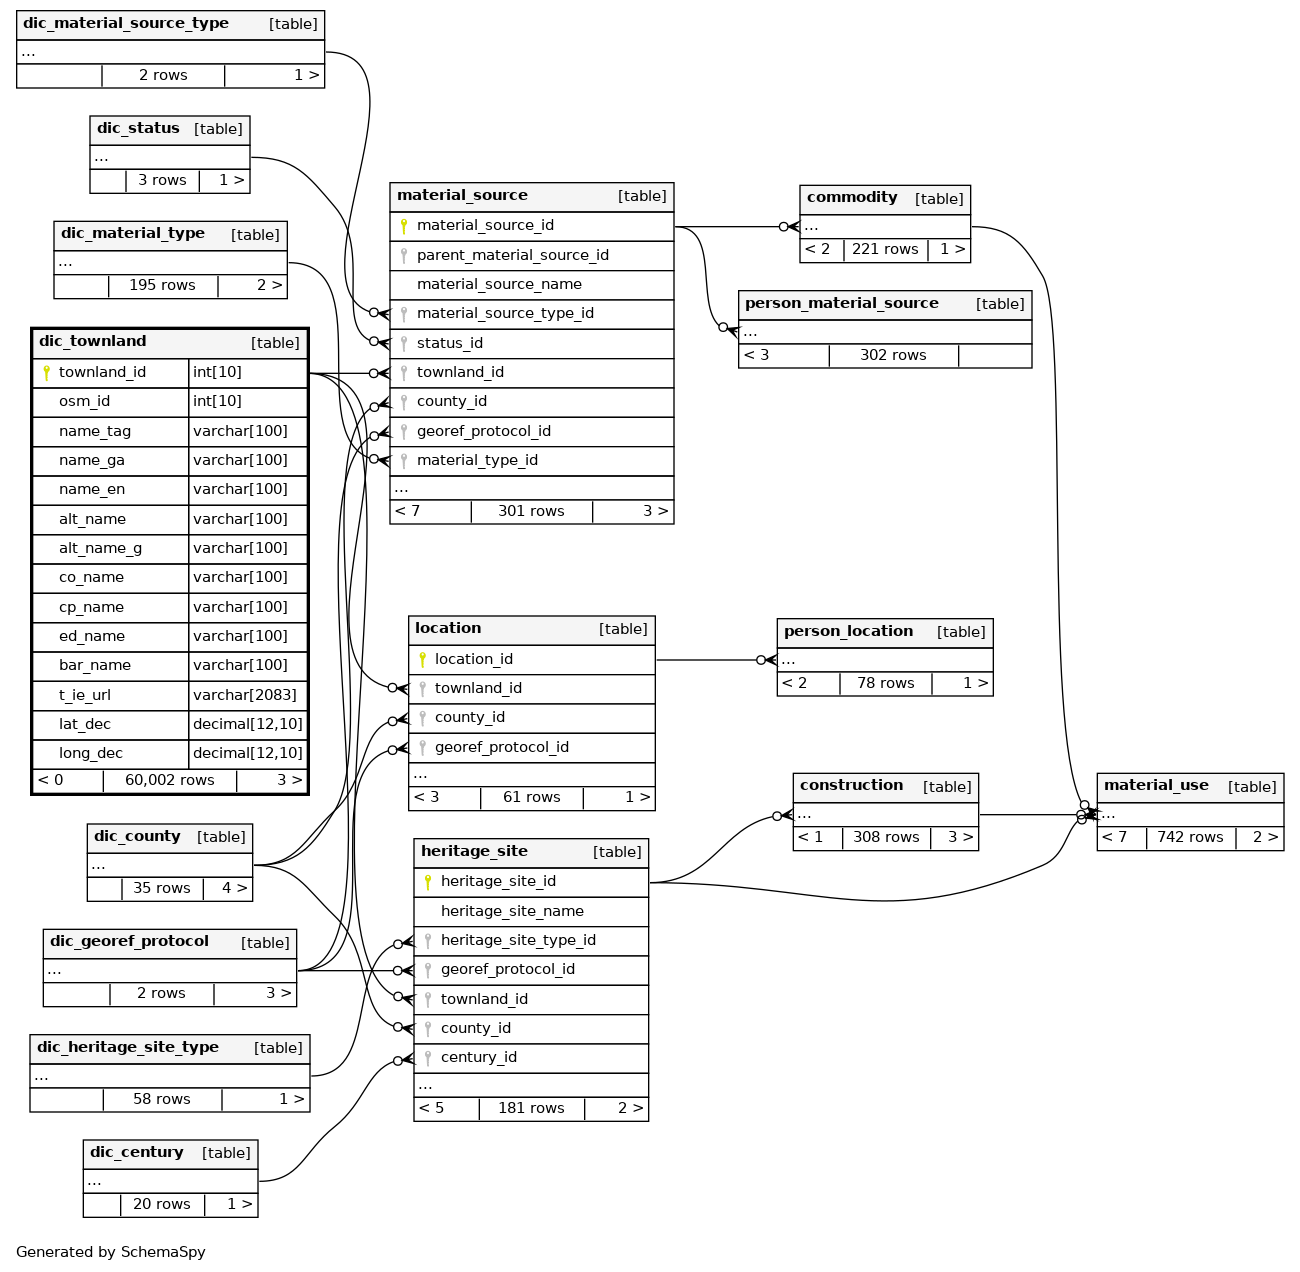 dic_material_source_type [table]
...
2 rows 1 >
dic_status [table]
...
3 rows 1 >
dic_material_type [table]
...
195 rows 2 >
dic_townland [table]
townland_id int[10]
osm_id int[10]
name_tag varchar[100]
name_ga varchar[100]
name_en varchar[100]
alt_name varchar[100]
alt_name_g varchar[100]
co_name varchar[100]
cp_name varchar[100]
ed_name varchar[100]
bar_name varchar[100]
t_ie_url varchar[2083]
lat_dec decimal[12,10]
long_dec decimal[12,10]
< 0 60,002 rows 3 >
dic_county [table]
...
35 rows 4 >
dic_georef_protocol [table]
...
2 rows 3 >
dic_heritage_site_type [table]
...
58 rows 1 >
dic_century [table]
...
20 rows 1 >
material_source [table]
material_source_id
parent_material_source_id
material_source_name
material_source_type_id
status_id
townland_id
county_id
georef_protocol_id
material_type_id
...
< 7 301 rows 3 >
location [table]
location_id
townland_id
county_id
georef_protocol_id
...
< 3 61 rows 1 >
heritage_site [table]
heritage_site_id
heritage_site_name
heritage_site_type_id
georef_protocol_id
townland_id
county_id
century_id
...
< 5 181 rows 2 >
commodity [table]
...
< 2 221 rows 1 >
person_material_source [table]
...
< 3 302 rows
person_location [table]
...
< 2 78 rows 1 >
construction [table]
...
< 1 308 rows 3 >
material_use [table]
...
< 7 742 rows 2 >
Generated by SchemaSpy